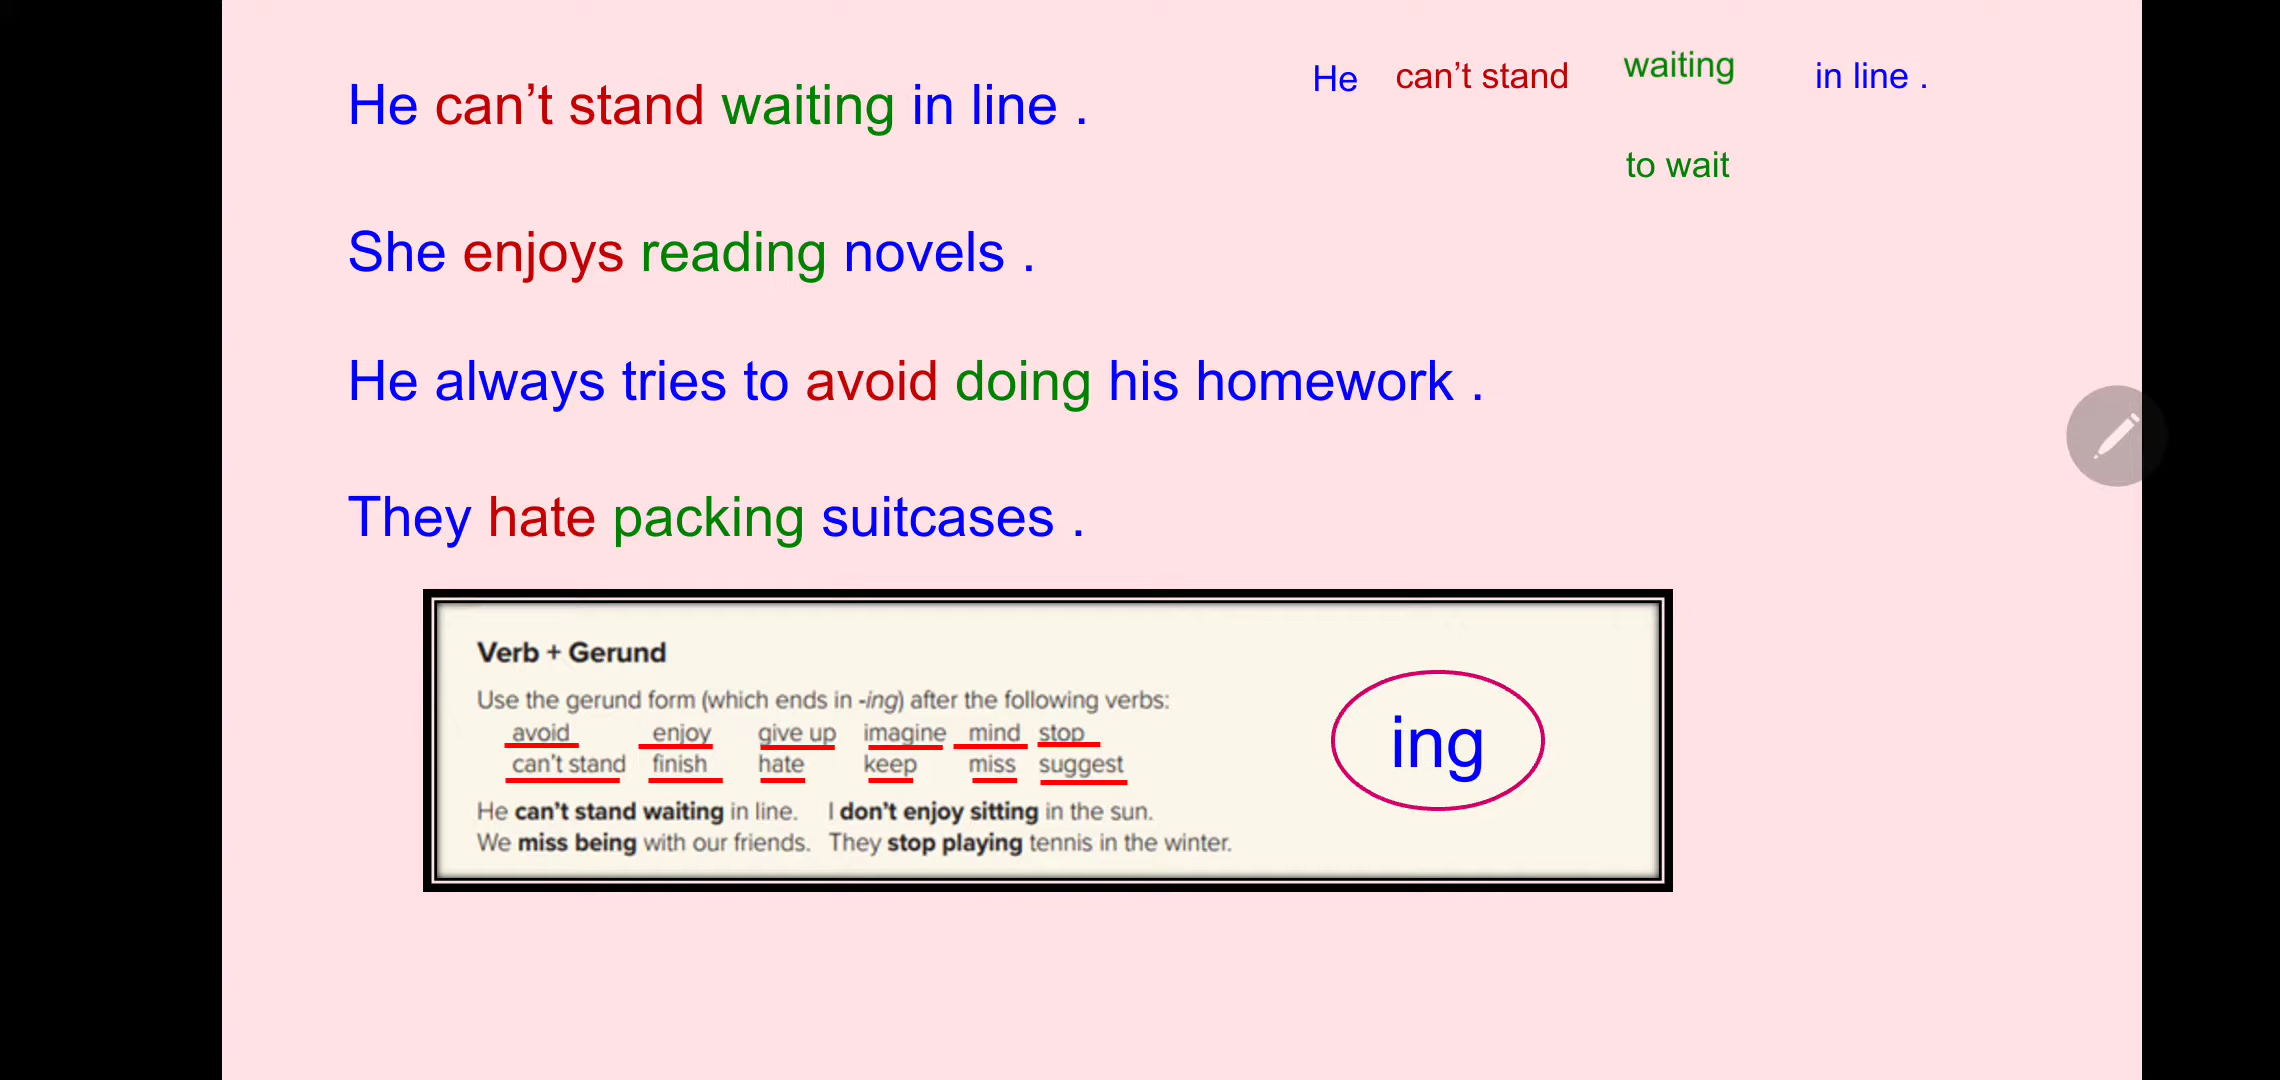 He can't stand waiting in line .
He can't stand waiting in line .
to wait
She enjoys reading novels .
He always tries to avoid doing his homework .
They hate packing suitcases .
Verb + Gerund
Use the gerund form (which ends in -ing) after the following verbs:
avoid enjoy give up imagine mind stop
can't stand finish hate keep miss suggest
He can't stand waiting in line. I don't enjoy sitting in the sun.
We miss being with our friends. They stop playing tennis in the winter.
ing